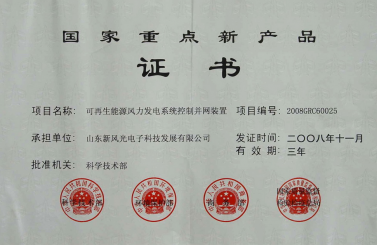 国家重点新产品
证书
项目名称：可再生能源风力发电系统控制并网装置 项目编号：2008GRC60025
承担单位：山东新风光电子科技发展有限公司 发证时间：二〇〇八年十一月
批准机关：科学技术部 有效期：三年